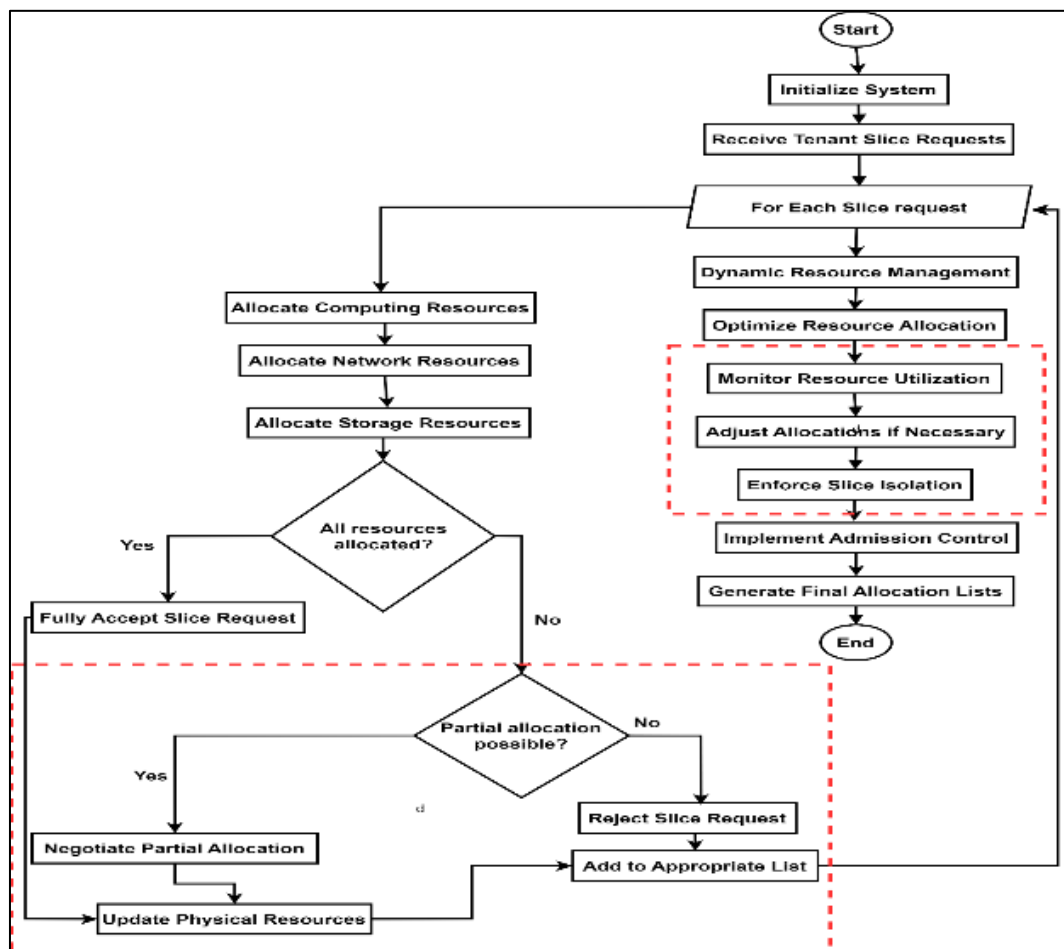 Start
Initialize System
Receive Tenant Slice Requests
For Each Slice request
Dynamic Resource Management
Allocate Computing Resources
Optimize Resource Allocation
Allocate Network Resources
Monitor Resource Utilization
Allocate Storage Resources
Adjust Allocations if Necessary
d
Enforce Slice Isolation
All resources
allocated?
Yes
Implement Admission Control
Generate Final Allocation Lists
Fully Accept Slice Request
No
End
Partial allocation
possible?
No
Yes
d
Reject Slice Request
Negotiate Partial Allocation
Add to Appropriate List
Update Physical Resources